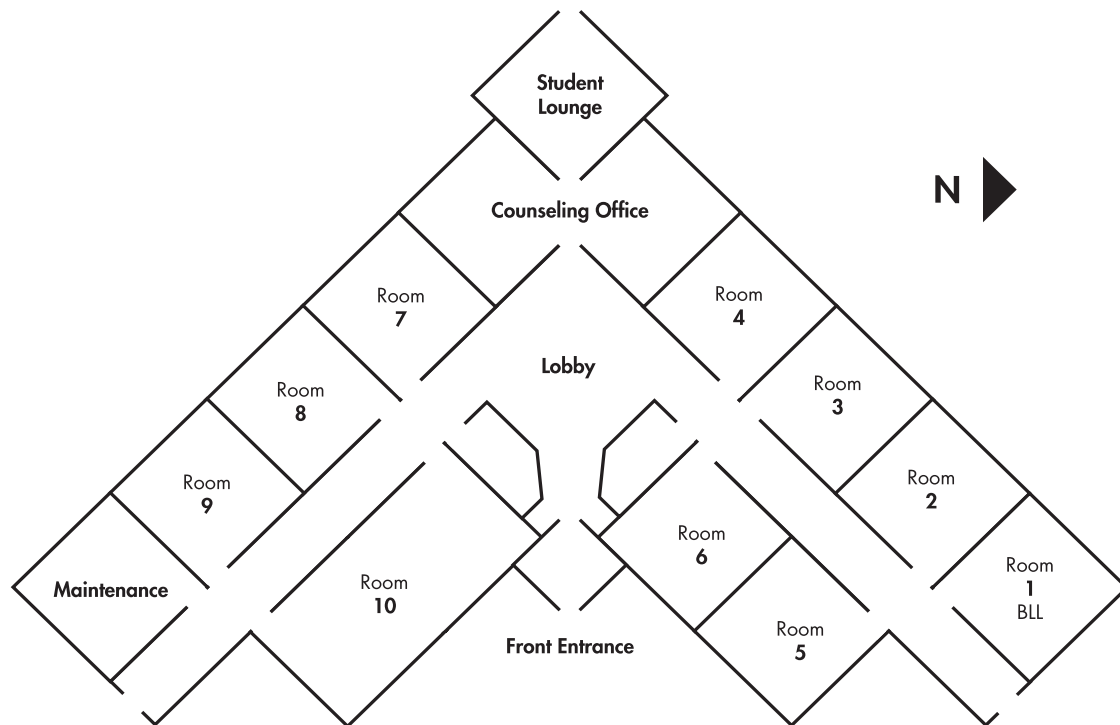 Student
Lounge
N
Counseling Office
Room
7
Room
4
Lobby
Room
8
Room
3
Room
9
Room
2
Room
6
Room
1
BLL
Maintenance
Room
10
Room
5
Front Entrance